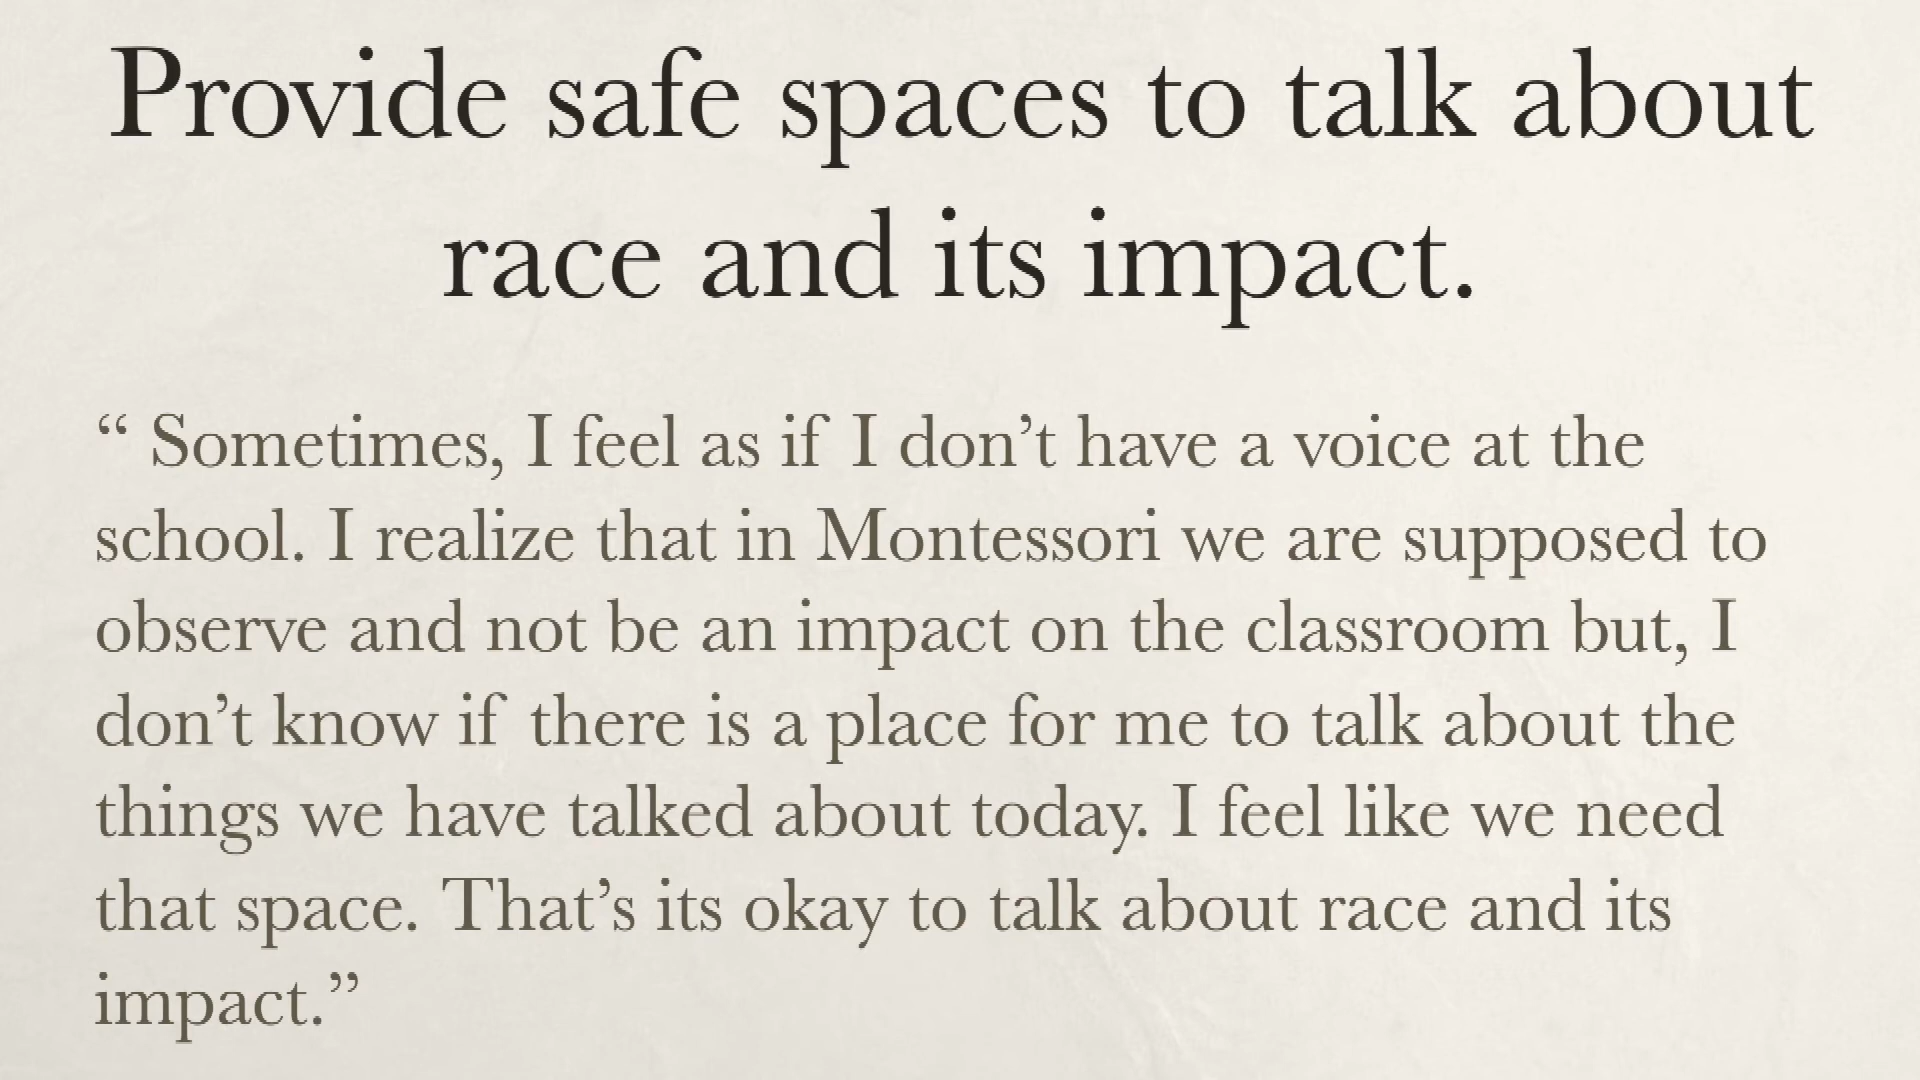 Provide safe spaces to talk about
race and its impact.
“ Sometimes, I feel as if I don’t have a voice at the
school. I realize that in Montessori we are supposed to
observe and not be an impact on the classroom but, I
don’t know if there is a place for me to talk about the
things we have talked about today. I feel like we need
that space. That’s its okay to talk about race and its
impact.”